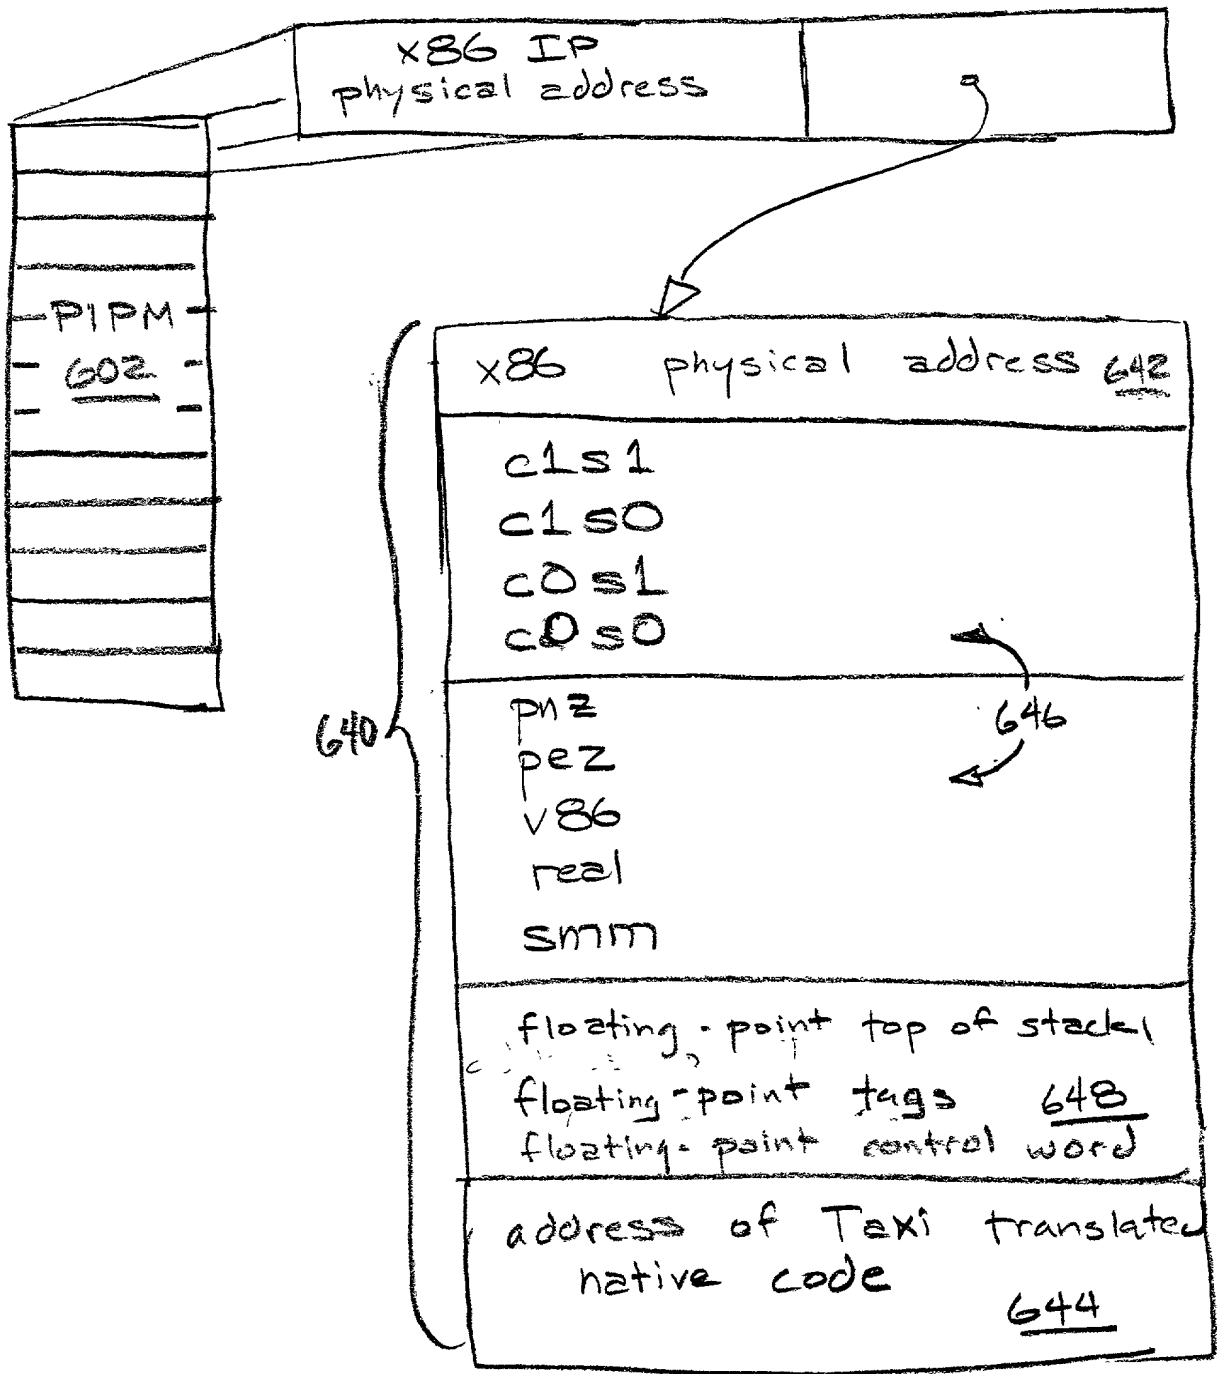 x86 IP
physical address
PIPM
602
x86 physical address 642
c1s1
c1s0
c0s1
c0s0
646
640
pnz
pez
v86
real
smm
floating-point top of stack,
floating-point tags 648
floating-point control word
address of Taxi translated
native code
644